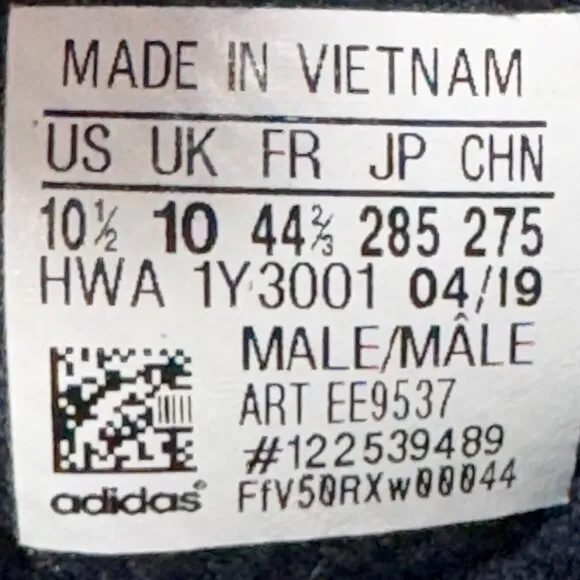 MADE IN VIETNAM
US UK FR JP CHN
10½ 10 44⅔ 285 275
HWA 1Y3001 04/19
MALE/MÂLE
ART EE9537
#122539489
adidas® FfV50RXw00044